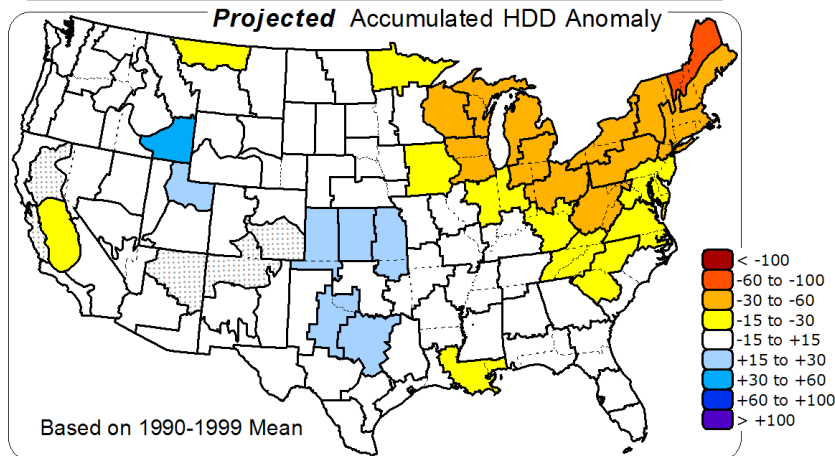 Projected Accumulated HDD Anomaly
< -100
-60 to -100
-30 to -60
-15 to -30
-15 to +15
+15 to +30
+30 to +60
+60 to +100
> +100
Based on 1990-1999 Mean